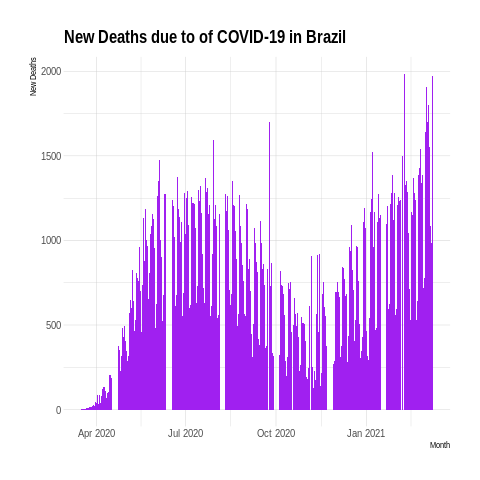 New Deaths due to of COVID-19 in Brazil
New Deaths
2000
1500
1000
500
0
Apr 2020 Jul 2020 Oct 2020 Jan 2021
Month